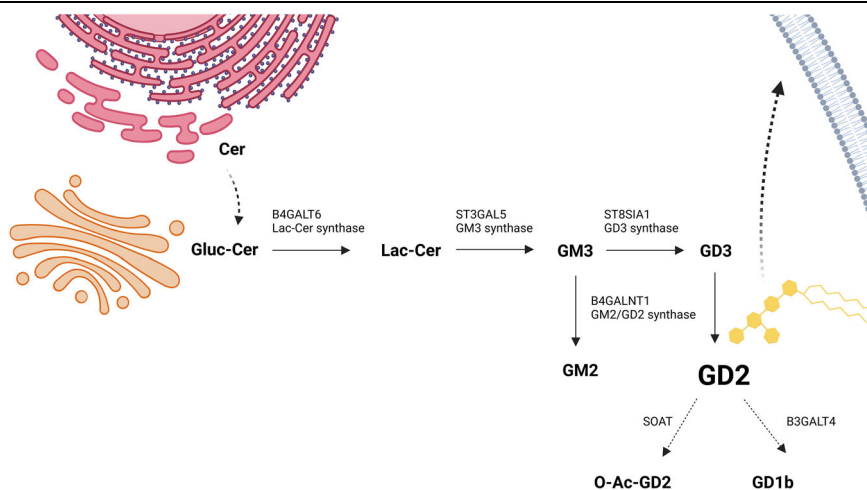 Cer
B4GALT6
Lac-Cer synthase
ST3GAL5
GM3 synthase
ST8SIA1
GD3 synthase
Gluc-Cer
Lac-Cer
GM3
GD3
B4GALNT1
GM2/GD2 synthase
GM2
GD2
SOAT
B3GALT4
O-Ac-GD2
GD1b